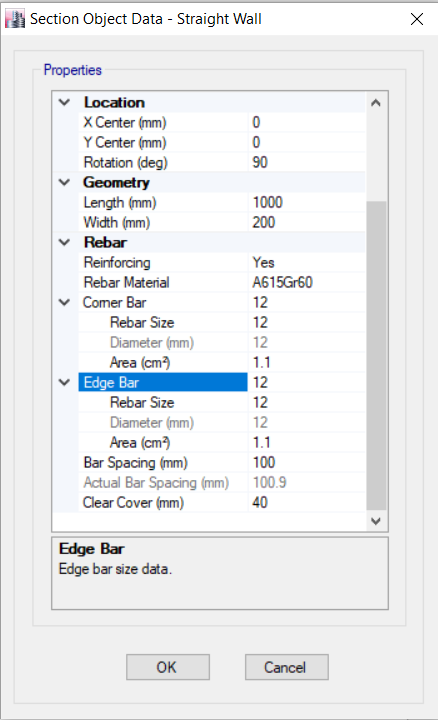 Section Object Data - Straight Wall
Properties
Location
X Center (mm) 0
Y Center (mm) 0
Rotation (deg) 90
Geometry
Length (mm) 1000
Width (mm) 200
Rebar
Reinforcing Yes
Rebar Material A615Gr60
Corner Bar 12
Rebar Size 12
Diameter (mm) 12
Area (cm²) 1.1
Edge Bar 12
Rebar Size 12
Diameter (mm) 12
Area (cm²) 1.1
Bar Spacing (mm) 100
Actual Bar Spacing (mm) 100.9
Clear Cover (mm) 40
Edge Bar
Edge bar size data.
OK Cancel